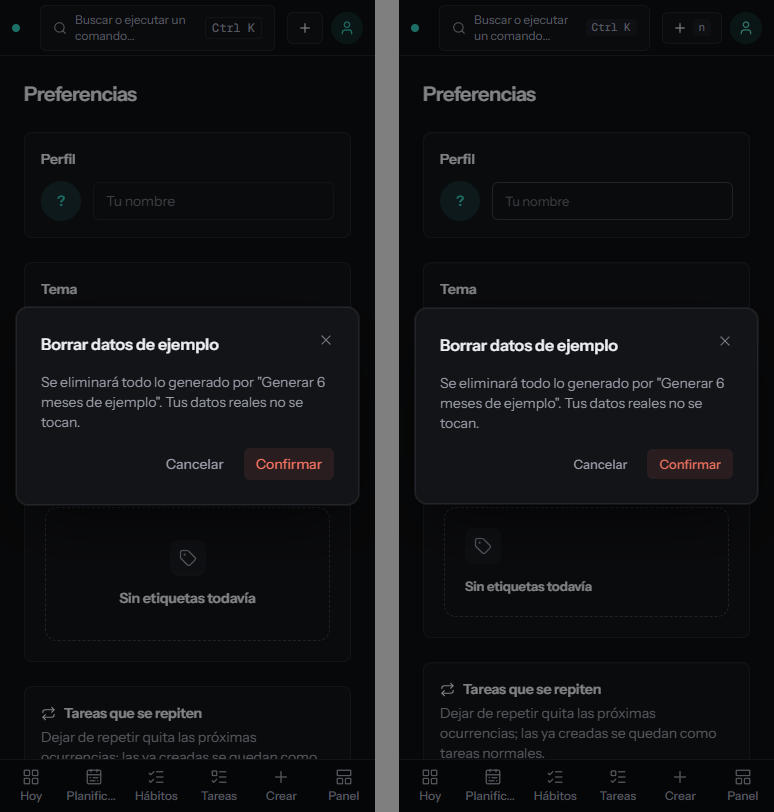 Buscar o ejecutar un
comando...
Ctrl K
Preferencias
Perfil
?
Tu nombre
Tema
Borrar datos de ejemplo
Se eliminará todo lo generado por "Generar 6
meses de ejemplo". Tus datos reales no se
tocan.
Cancelar
Confirmar
Sin etiquetas todavía
Tareas que se repiten
Dejar de repetir quita las próximas
ocurrencias; las ya creadas se quedan como
Hoy
Planific...
Hábitos
Tareas
Crear
Panel
Buscar o ejecutar
un comando...
Ctrl K
n
Preferencias
Perfil
?
Tu nombre
Tema
Borrar datos de ejemplo
Se eliminará todo lo generado por "Generar 6
meses de ejemplo". Tus datos reales no se
tocan.
Cancelar
Confirmar
Sin etiquetas todavía
Tareas que se repiten
Dejar de repetir quita las próximas
ocurrencias; las ya creadas se quedan como
tareas normales.
Hoy
Planific...
Hábitos
Tareas
Crear
Panel